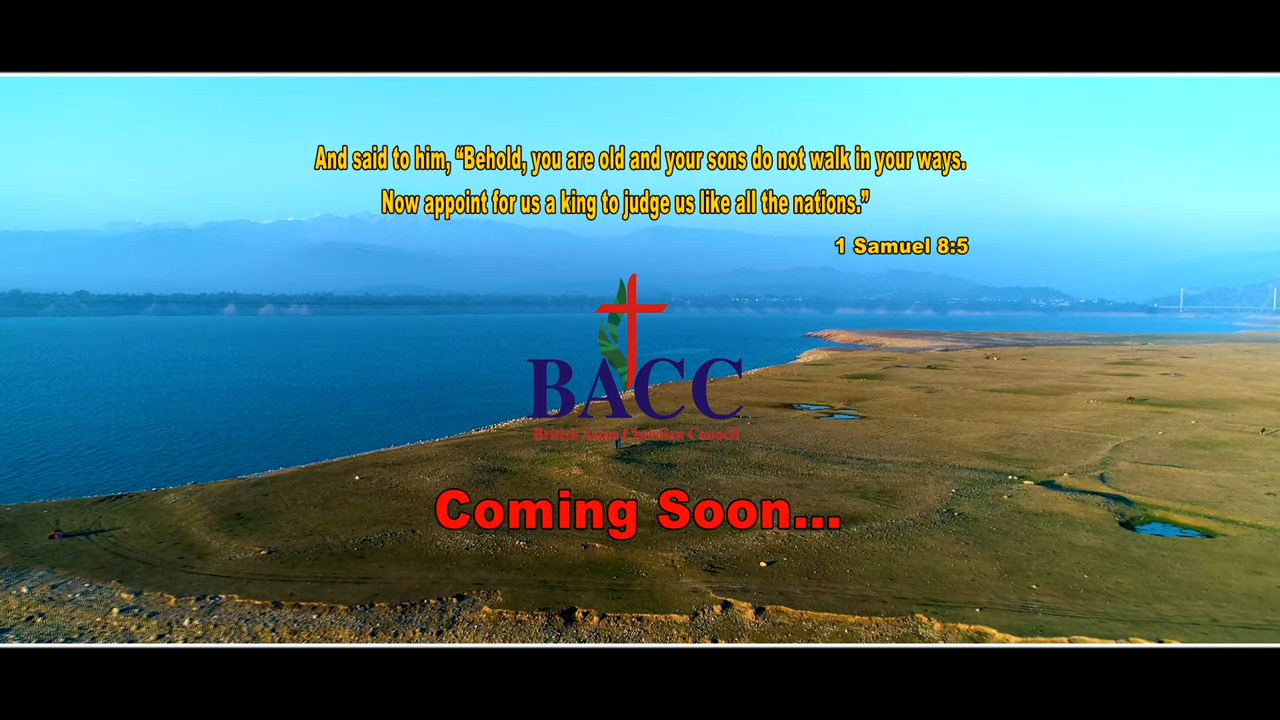 And said to him, “Behold, you are old and your sons do not walk in your ways.
Now appoint for us a king to judge us like all the nations.”
1 Samuel 8:5
BACC
British Asian Christian Council
Coming Soon...